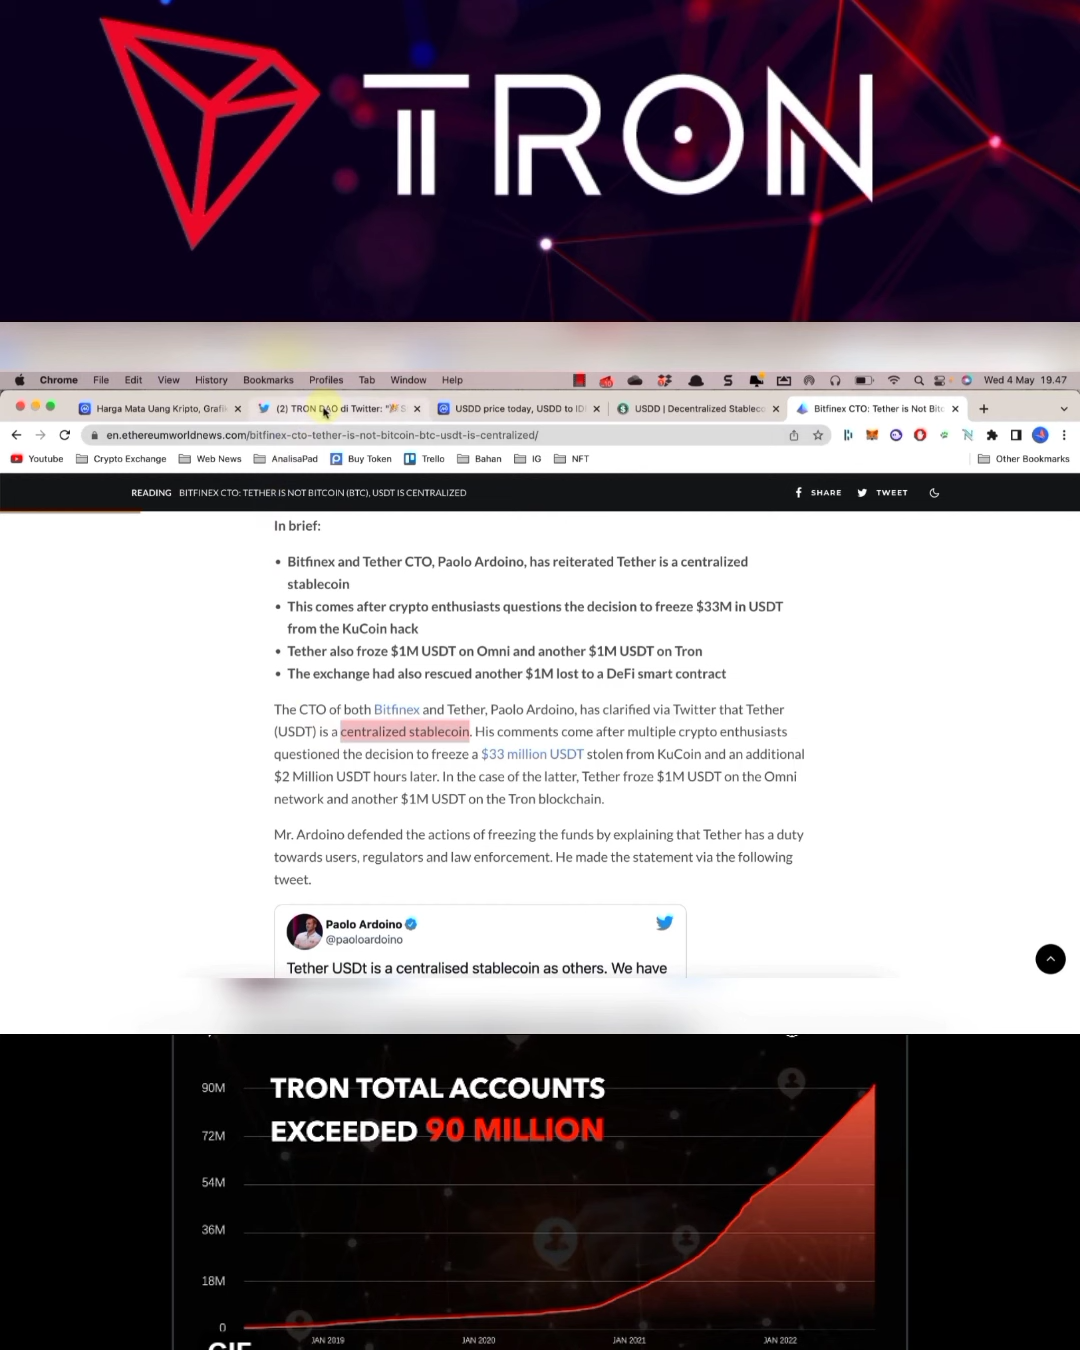 TRON
Chrome File Edit View History Bookmarks Profiles Tab Window Help Wed 4 May 19.47
Harga Mata Uang Kripto, Grafi (2) TRON DAO di Twitter: " USDD price today, USDD to ID USDD | Decentralized Stablec Bitfinex CTO: Tether is Not Bitc
en.ethereumworldnews.com/bitfinex-cto-tether-is-not-bitcoin-btc-usdt-is-centralized/
Youtube Crypto Exchange Web News AnalisaPad Buy Token Trello Bahan IG NFT Other Bookmarks
READING BITFINEX CTO: TETHER IS NOT BITCOIN (BTC), USDT IS CENTRALIZED SHARE TWEET
In brief:
• Bitfinex and Tether CTO, Paolo Ardoino, has reiterated Tether is a centralized
stablecoin
• This comes after crypto enthusiasts questions the decision to freeze $33M in USDT
from the KuCoin hack
• Tether also froze $1M USDT on Omni and another $1M USDT on Tron
• The exchange had also rescued another $1M lost to a DeFi smart contract
The CTO of both Bitfinex and Tether, Paolo Ardoino, has clarified via Twitter that Tether
(USDT) is a centralized stablecoin. His comments come after multiple crypto enthusiasts
questioned the decision to freeze a $33 million USDT stolen from KuCoin and an additional
$2 Million USDT hours later. In the case of the latter, Tether froze $1M USDT on the Omni
network and another $1M USDT on the Tron blockchain.
Mr. Ardoino defended the actions of freezing the funds by explaining that Tether has a duty
towards users, regulators and law enforcement. He made the statement via the following
tweet.
Paolo Ardoino
@paoloardoino
Tether USDt is a centralised stablecoin as others. We have
TRON TOTAL ACCOUNTS
EXCEEDED 90 MILLION
90M
72M
54M
36M
18M
0
JAN 2019 JAN 2020 JAN 2021 JAN 2022
GIF